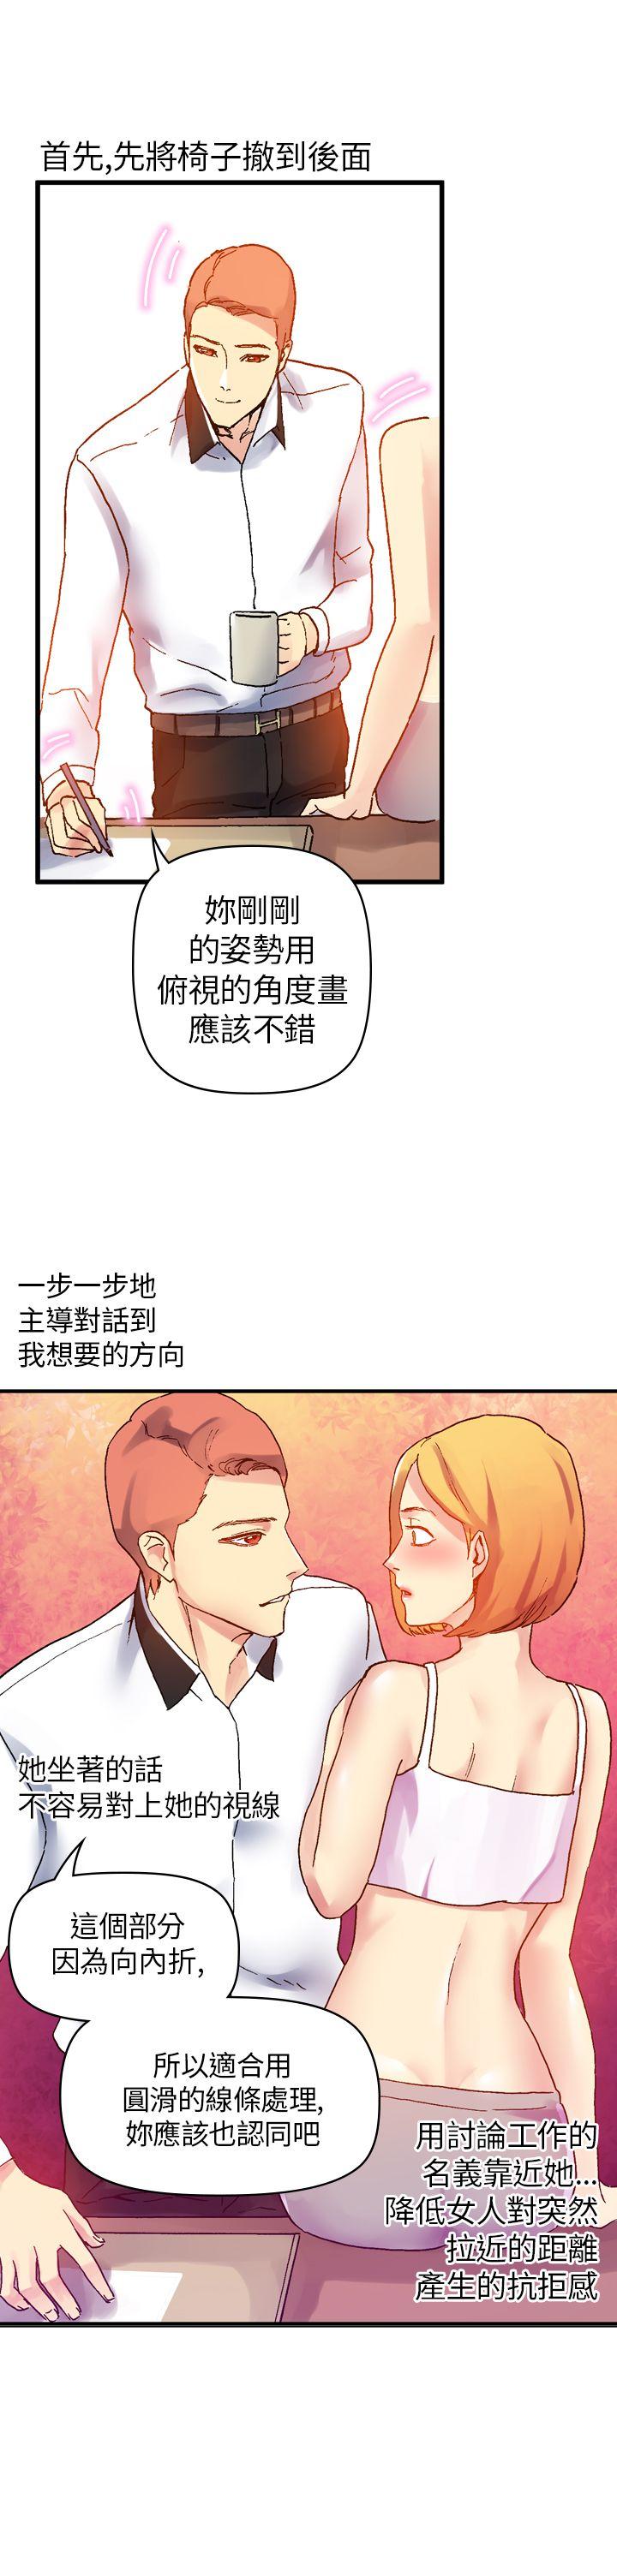 首先,先將椅子撤到後面
妳剛剛
的姿勢用
俯視的角度畫
應該不錯
一步一步地
主導對話到
我想要的方向
她坐著的話
不容易對上她的視線
這個部分
因為向內折,
所以適合用
圓滑的線條處理,
妳應該也認同吧
用討論工作的
名義靠近她...
降低女人對突然
拉近的距離
產生的抗拒感